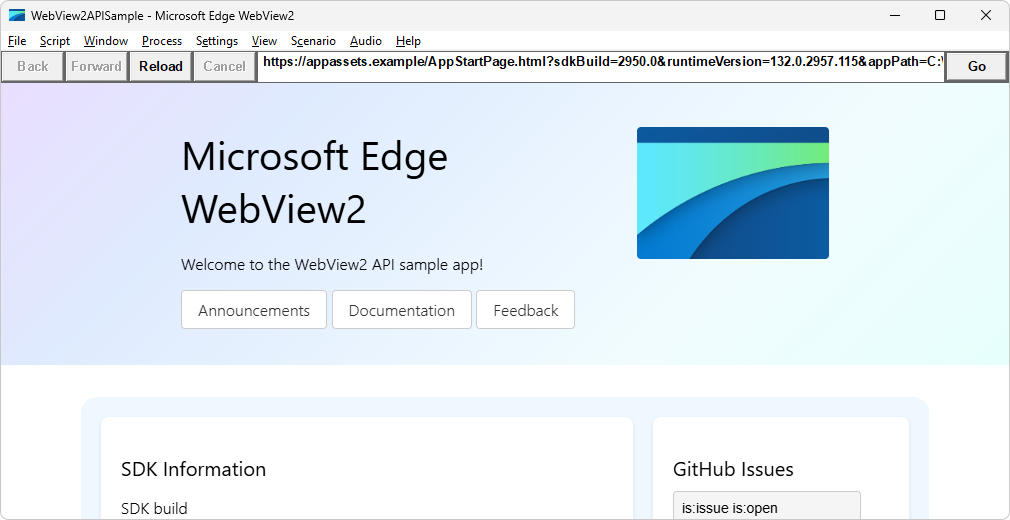 WebView2APISample - Microsoft Edge WebView2
File Script Window Process Settings View Scenario Audio Help
Back Forward Reload Cancel https://appassets.example/AppStartPage.html?sdkBuild=2950.0&runtimeVersion=132.0.2957.115&appPath=C:\ Go
Microsoft Edge
WebView2
Welcome to the WebView2 API sample app!
Announcements Documentation Feedback
SDK Information
SDK build
GitHub Issues
is:issue is:open